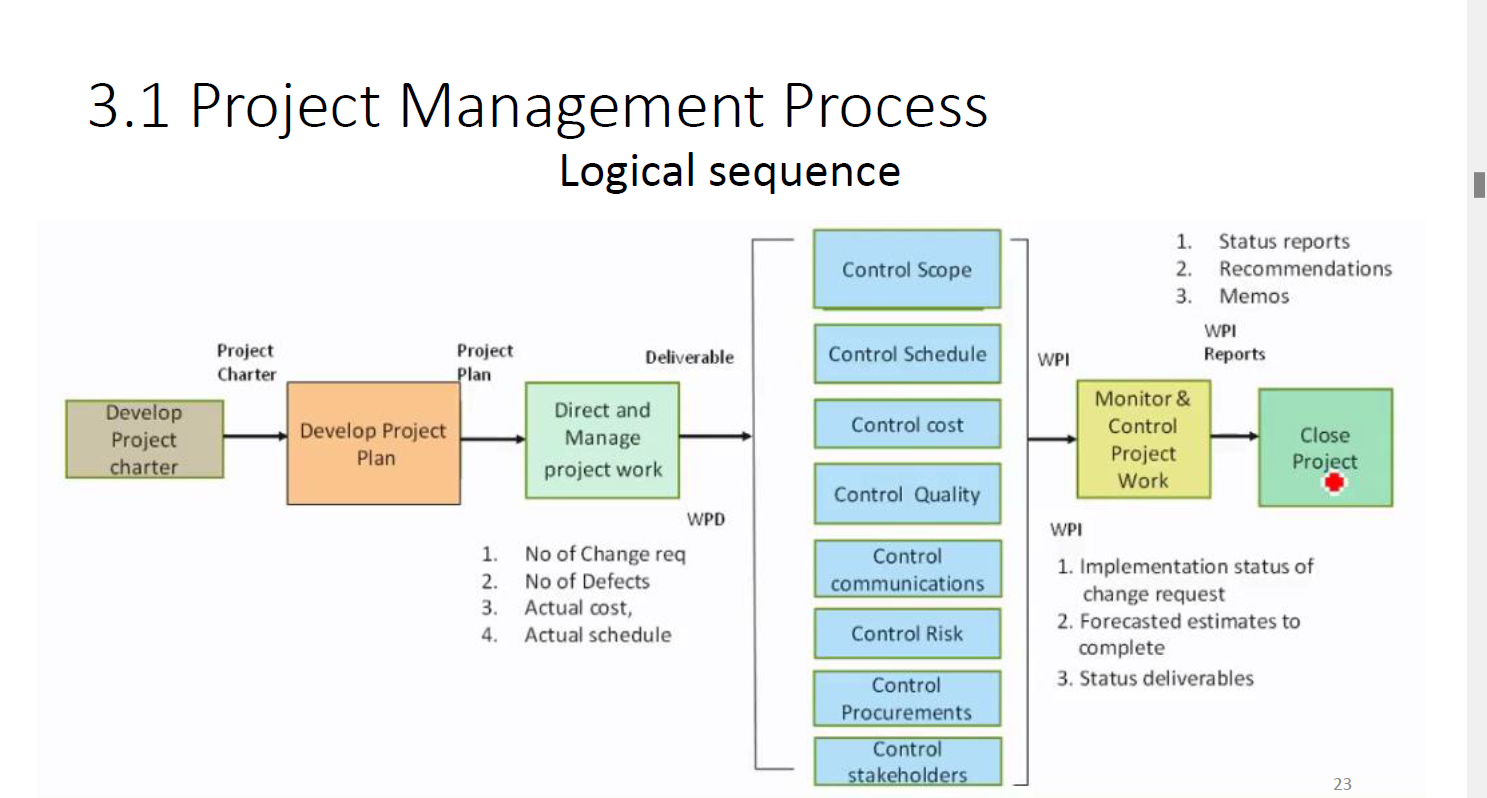 3.1 Project Management Process
Logical sequence
Project
Charter
Develop
Project
charter
Project
Plan
Develop Project
Plan
Deliverable
Direct and
Manage
project work
WPD
1. No of Change req
2. No of Defects
3. Actual cost,
4. Actual schedule
Control Scope
Control Schedule
Control cost
Control Quality
Control
communications
Control Risk
Control
Procurements
Control
stakeholders
WPI
Monitor &
Control
Project
Work
WPI
1. Implementation status of
change request
2. Forecasted estimates to
complete
3. Status deliverables
1. Status reports
2. Recommendations
3. Memos
WPI
Reports
Close
Project
23